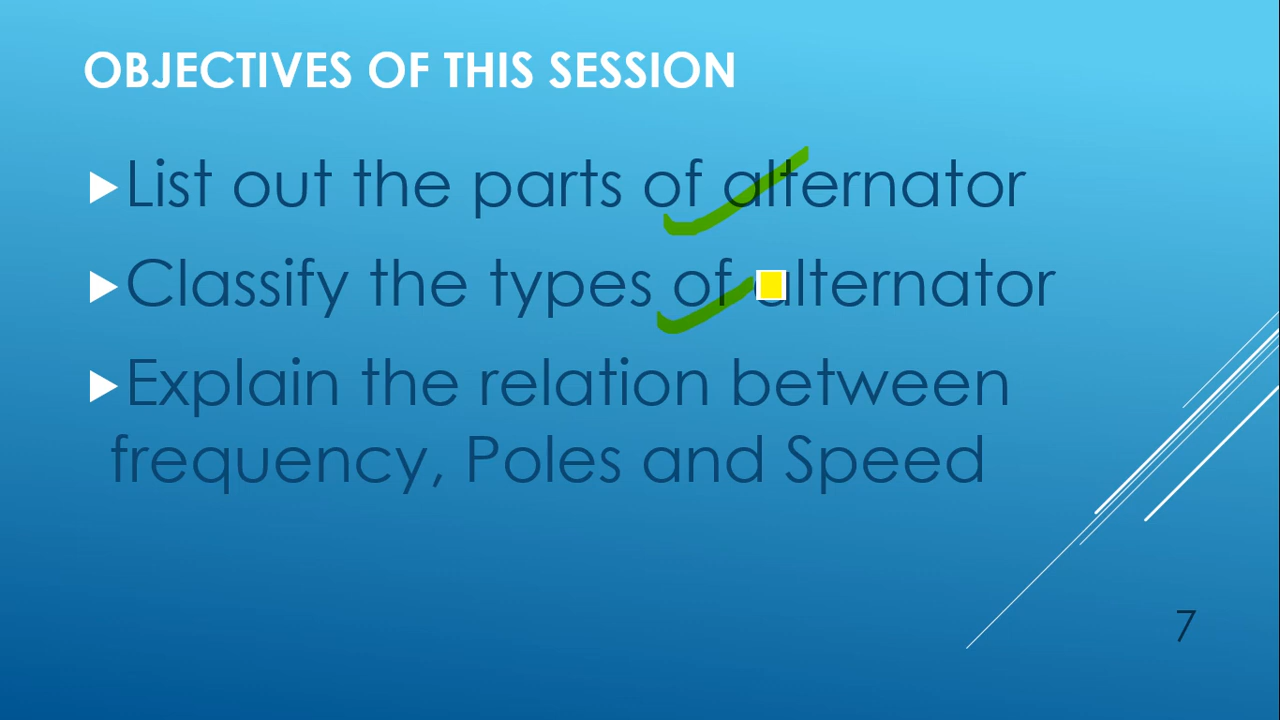 OBJECTIVES OF THIS SESSION
List out the parts of alternator
Classify the types of alternator
Explain the relation between
frequency, Poles and Speed
7